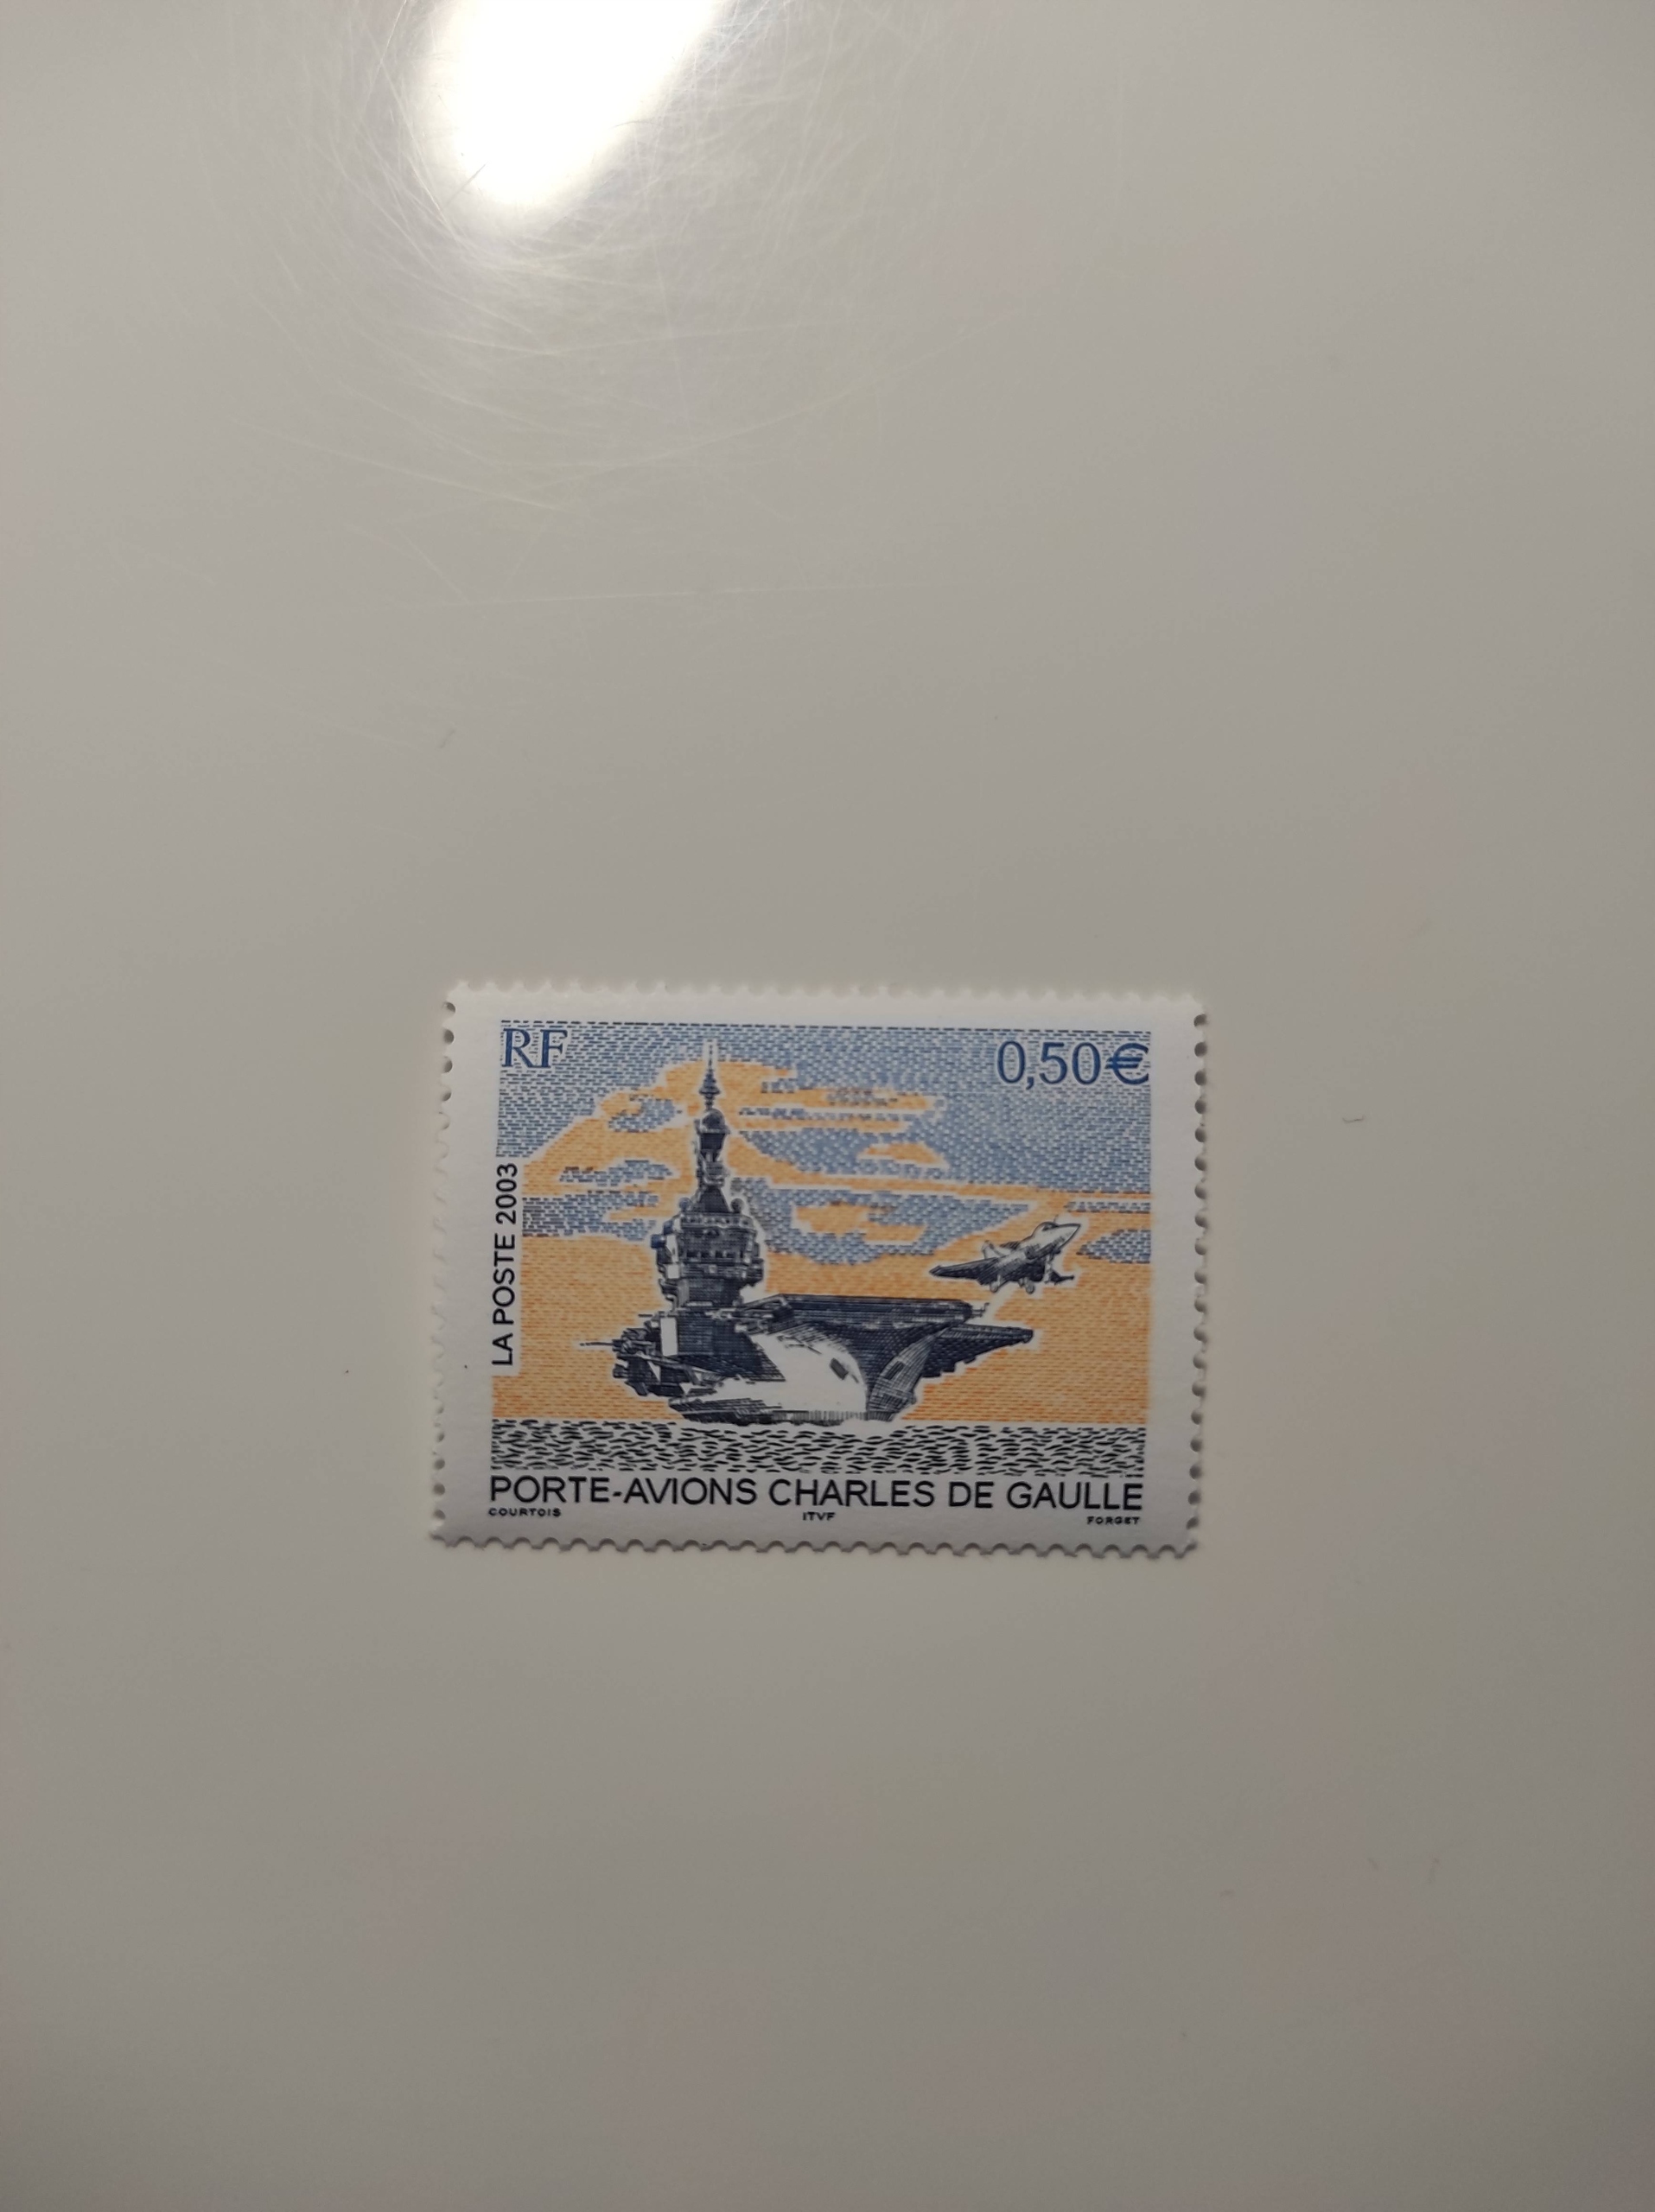 RF
0,50€
LA POSTE 2003
PORTE-AVIONS CHARLES DE GAULLE
COURTOIS
ITVF
FORGET